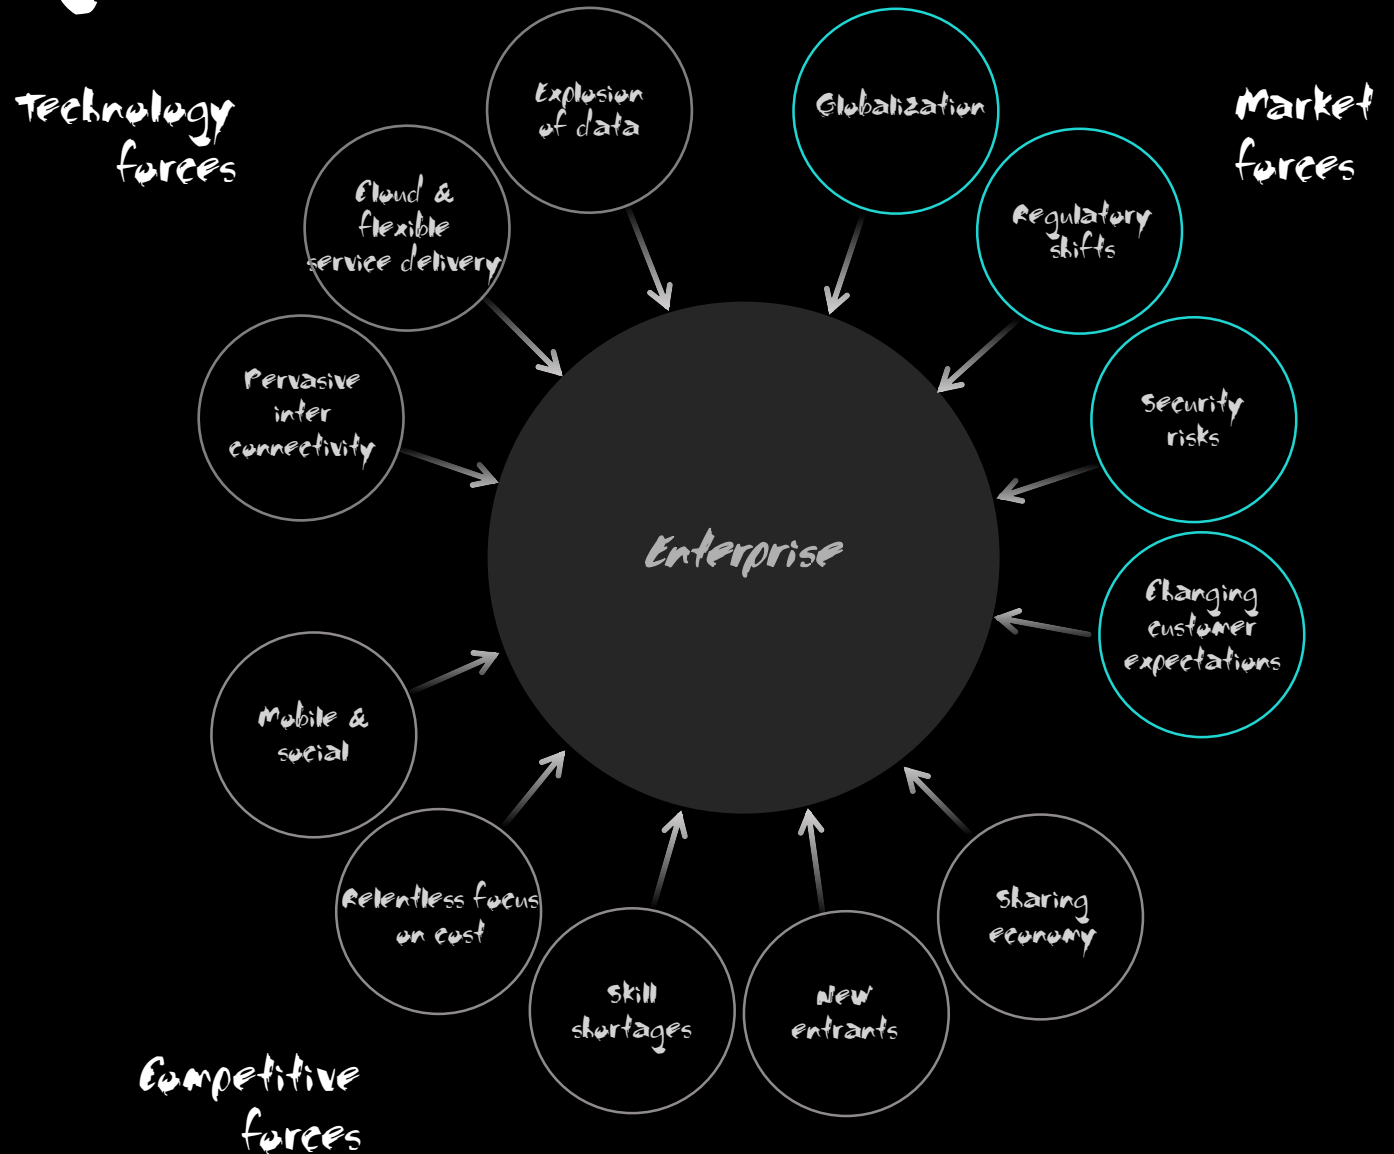 Technology
forces
Explosion
of data
Cloud &
flexible
service delivery
Pervasive
inter
connectivity
Market
forces
Globalization
Regulatory
shifts
Security
risks
Changing
customer
expectations
Enterprise
Mobile &
social
Relentless focus
on cost
Skill
shortages
New
entrants
Sharing
economy
Competitive
forces